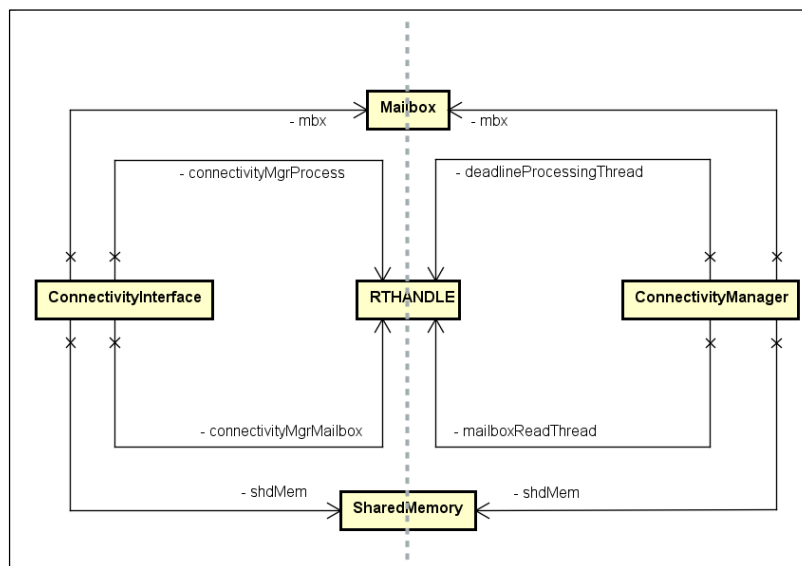 Mailbox
- mbx
- mbx
- connectivityMgrProcess
- deadlineProcessingThread
ConnectivityInterface
RTHANDLE
ConnectivityManager
- connectivityMgrMailbox
- mailboxReadThread
- shdMem
- shdMem
SharedMemory